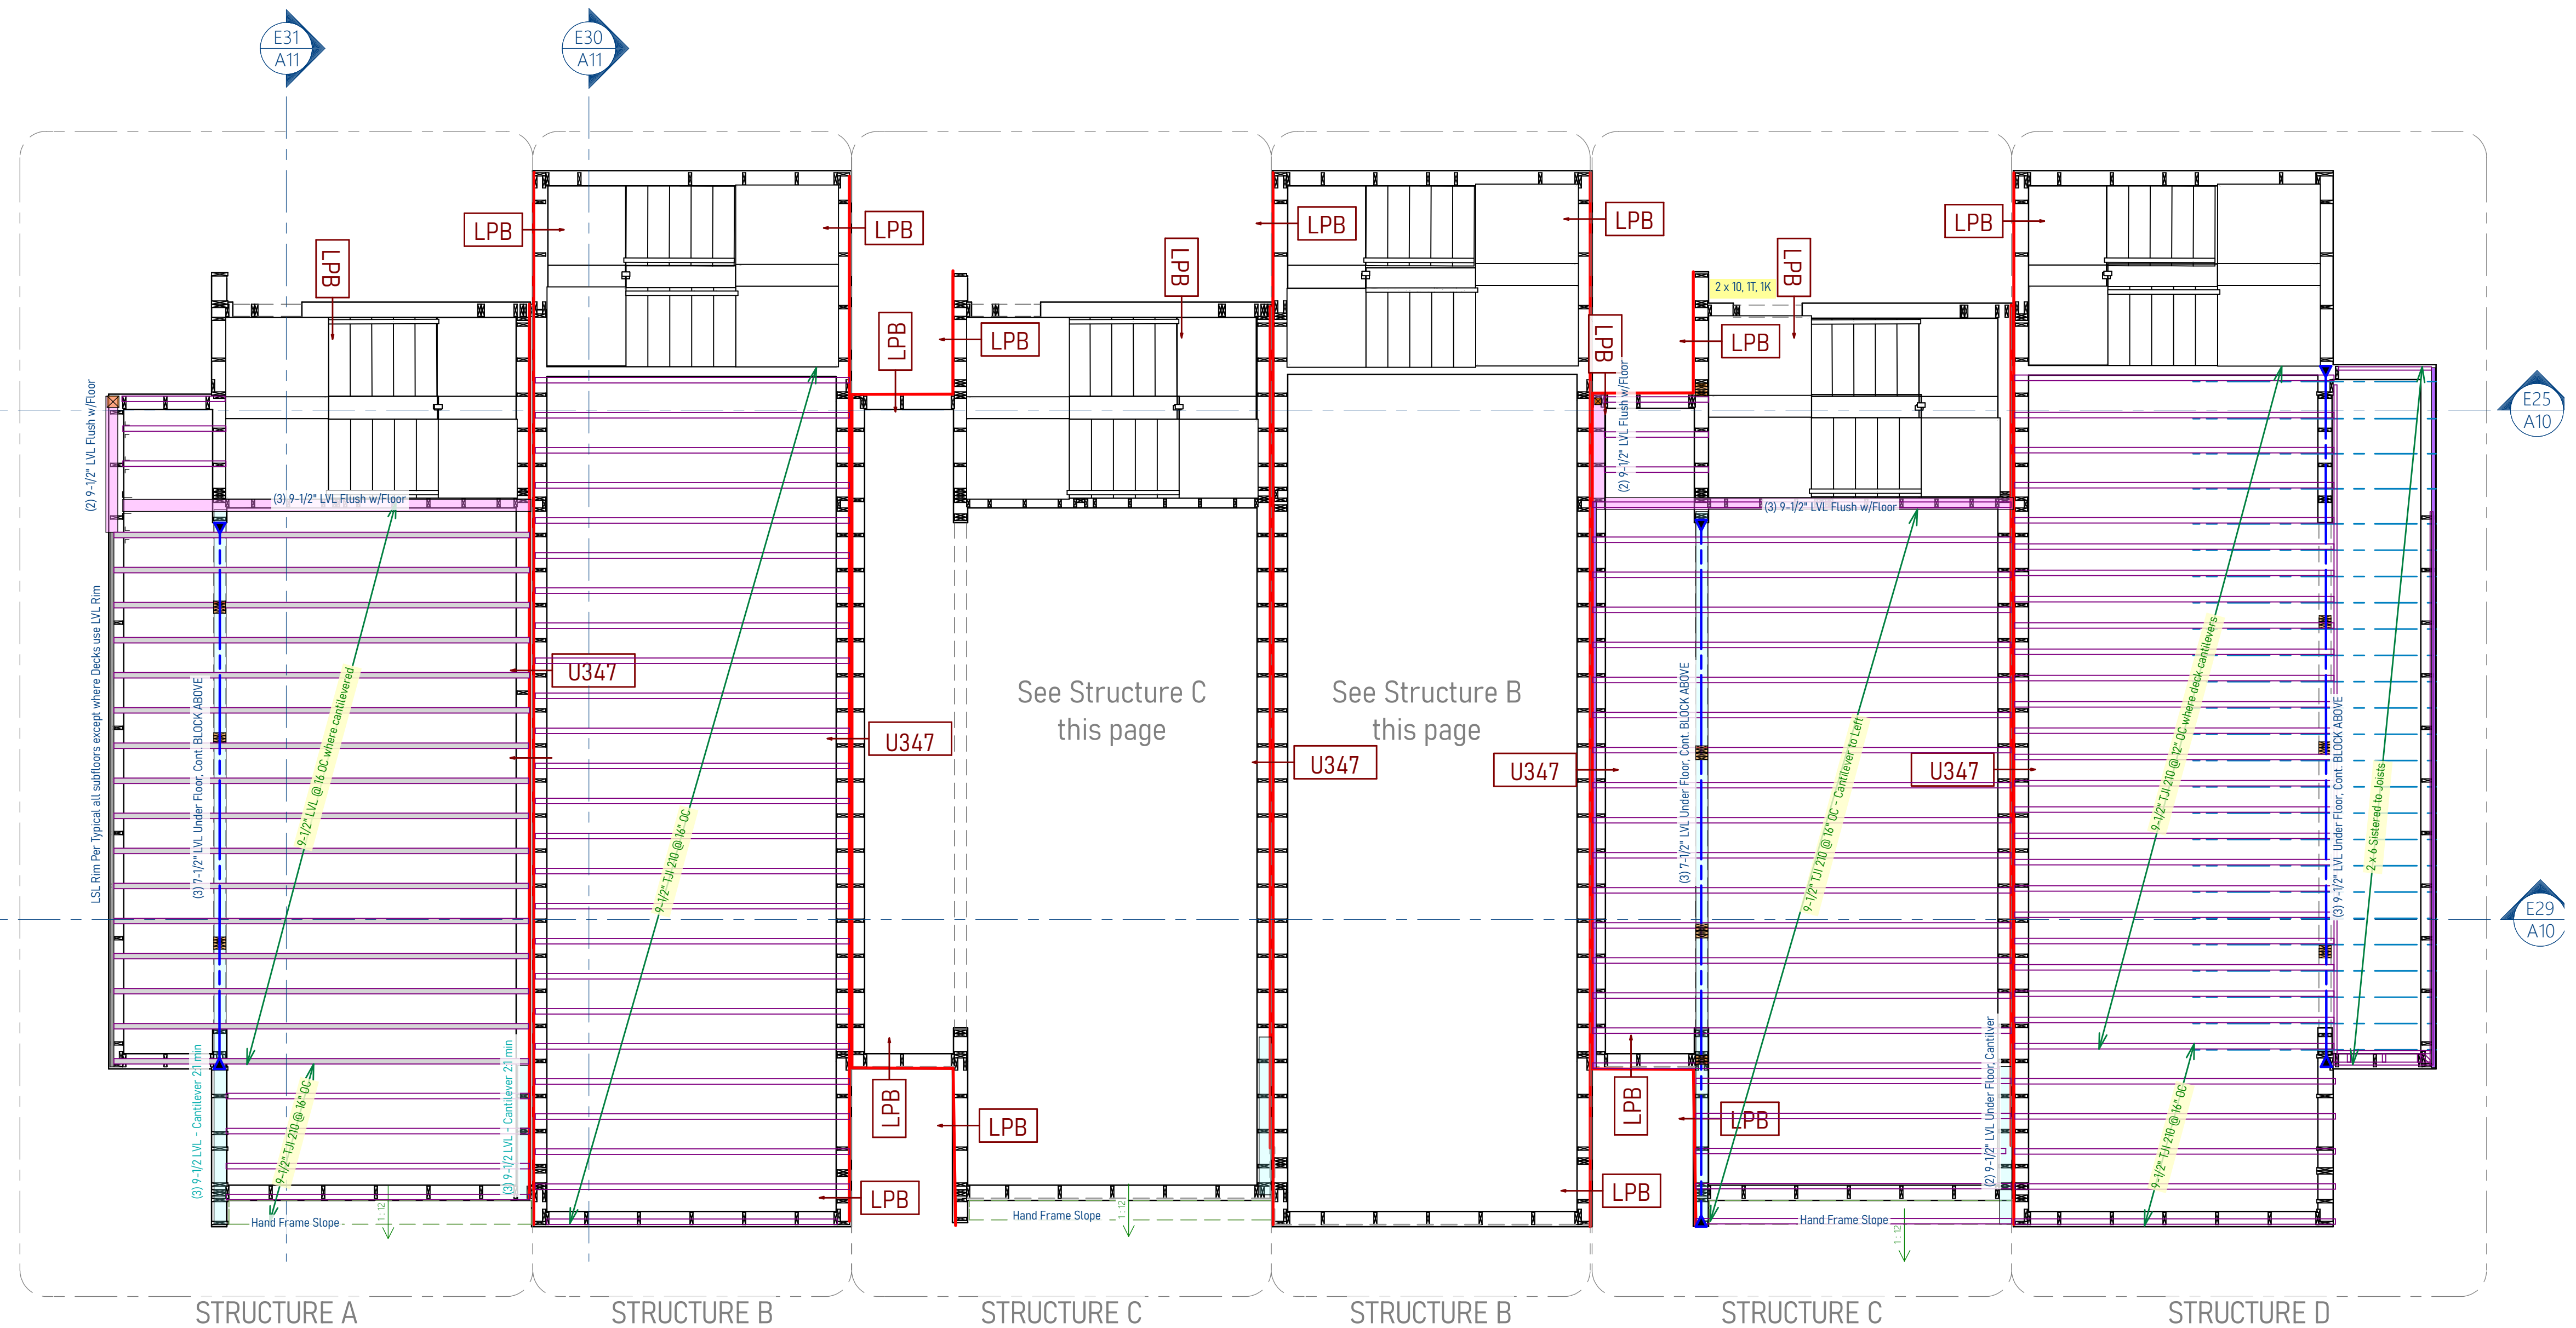 E31
A11
E30
A11
LPB
LPB
LPB
LPB
LPB
LPB
LPB
LPB
LPB
LPB
LPB
2 x 10, 1T, 1K
LPB
LPB
LPB
E25
A10
(2) 9-1/2" LVL Flush w/Floor
(3) 9-1/2" LVL Flush w/Floor
(2) 9-1/2" LVL Flush w/Floor
(3) 9-1/2" LVL Flush w/Floor
LSL Rim Per Typical all subfloors except where Decks use LVL Rim
(3) 7-1/2" LVL Under Floor, Cont. BLOCK ABOVE
9-1/2" LVL @ 16 OC where cantilevered
U347
9-1/2" TJI 210 @ 16" OC
U347
See Structure C
this page
U347
See Structure B
this page
U347
(3) 7-1/2" LVL Under Floor, Cont. BLOCK ABOVE
9-1/2" TJI 210 @ 16" OC - Cantilever to Left
U347
9-1/2" TJI 210 @ 12" OC where deck cantilevers
(3) 9-1/2" LVL Under Floor, Cont. BLOCK ABOVE
2 x 6 Sistered to Joists
E29
A10
(3) 9-1/2 LVL - Cantilever 2:1 min
9-1/2" TJI 210 @ 16" OC
(3) 9-1/2 LVL - Cantilever 2:1 min
LPB
LPB
LPB
LPB
LPB
LPB
(2) 9-1/2" LVL Under Floor, Cantilver
9-1/2" TJI 210 @ 16" OC
Hand Frame Slope
1 : 12
Hand Frame Slope
1 : 12
Hand Frame Slope
1 : 12
STRUCTURE A
STRUCTURE B
STRUCTURE C
STRUCTURE B
STRUCTURE C
STRUCTURE D